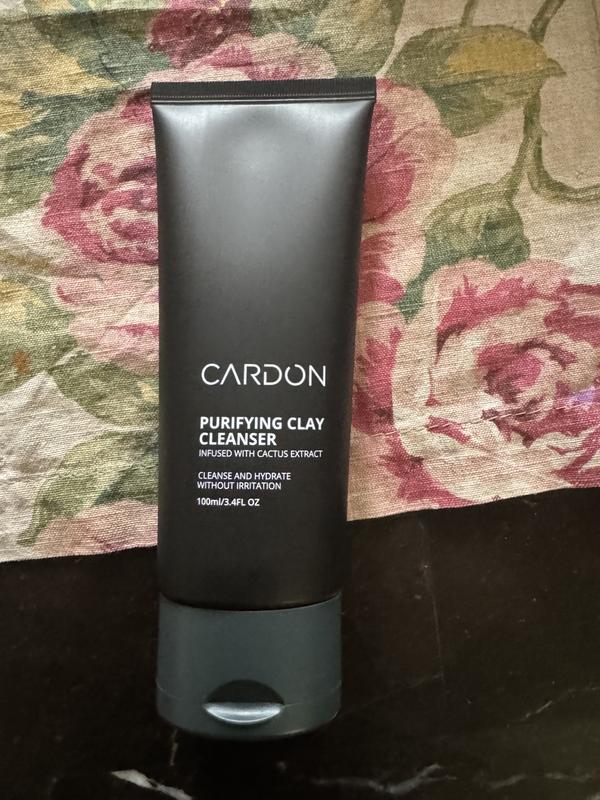 CARDON
PURIFYING CLAY
CLEANSER
INFUSED WITH CACTUS EXTRACT
CLEANSE AND HYDRATE
WITHOUT IRRITATION
100ml/3.4FL OZ